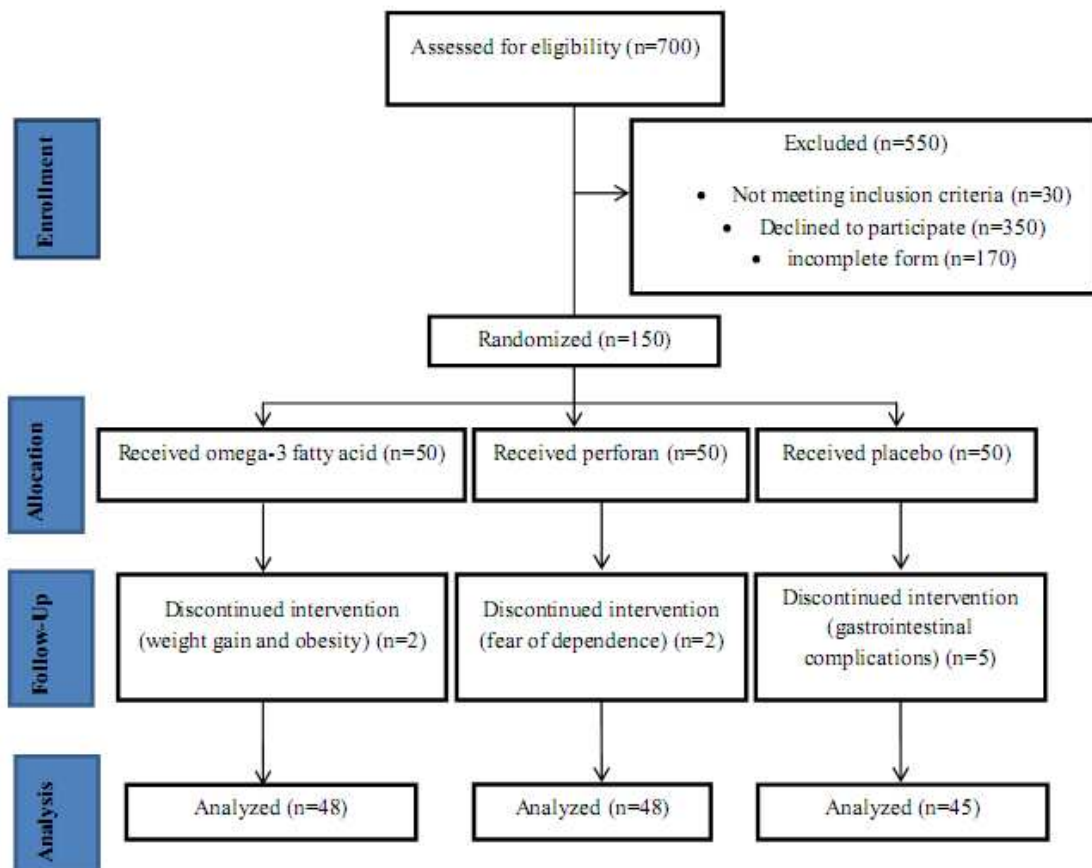 Assessed for eligibility (n=700)
Enrollment
Excluded (n=550)
• Not meeting inclusion criteria (n=30)
• Declined to participate (n=350)
• incomplete form (n=170)
Randomized (n=150)
Allocation
Received omega-3 fatty acid (n=50)
Received perforan (n=50)
Received placebo (n=50)
Follow-Up
Discontinued intervention
(weight gain and obesity) (n=2)
Discontinued intervention
(fear of dependence) (n=2)
Discontinued intervention
(gastrointestinal
complications) (n=5)
Analysis
Analyzed (n=48)
Analyzed (n=48)
Analyzed (n=45)